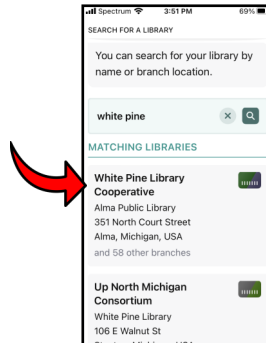 Spectrum 3:51 PM 69%
SEARCH FOR A LIBRARY
You can search for your library by
name or branch location.
white pine
MATCHING LIBRARIES
White Pine Library
Cooperative
Alma Public Library
351 North Court Street
Alma, Michigan, USA
and 58 other branches
Up North Michigan
Consortium
White Pine Library
106 E Walnut St